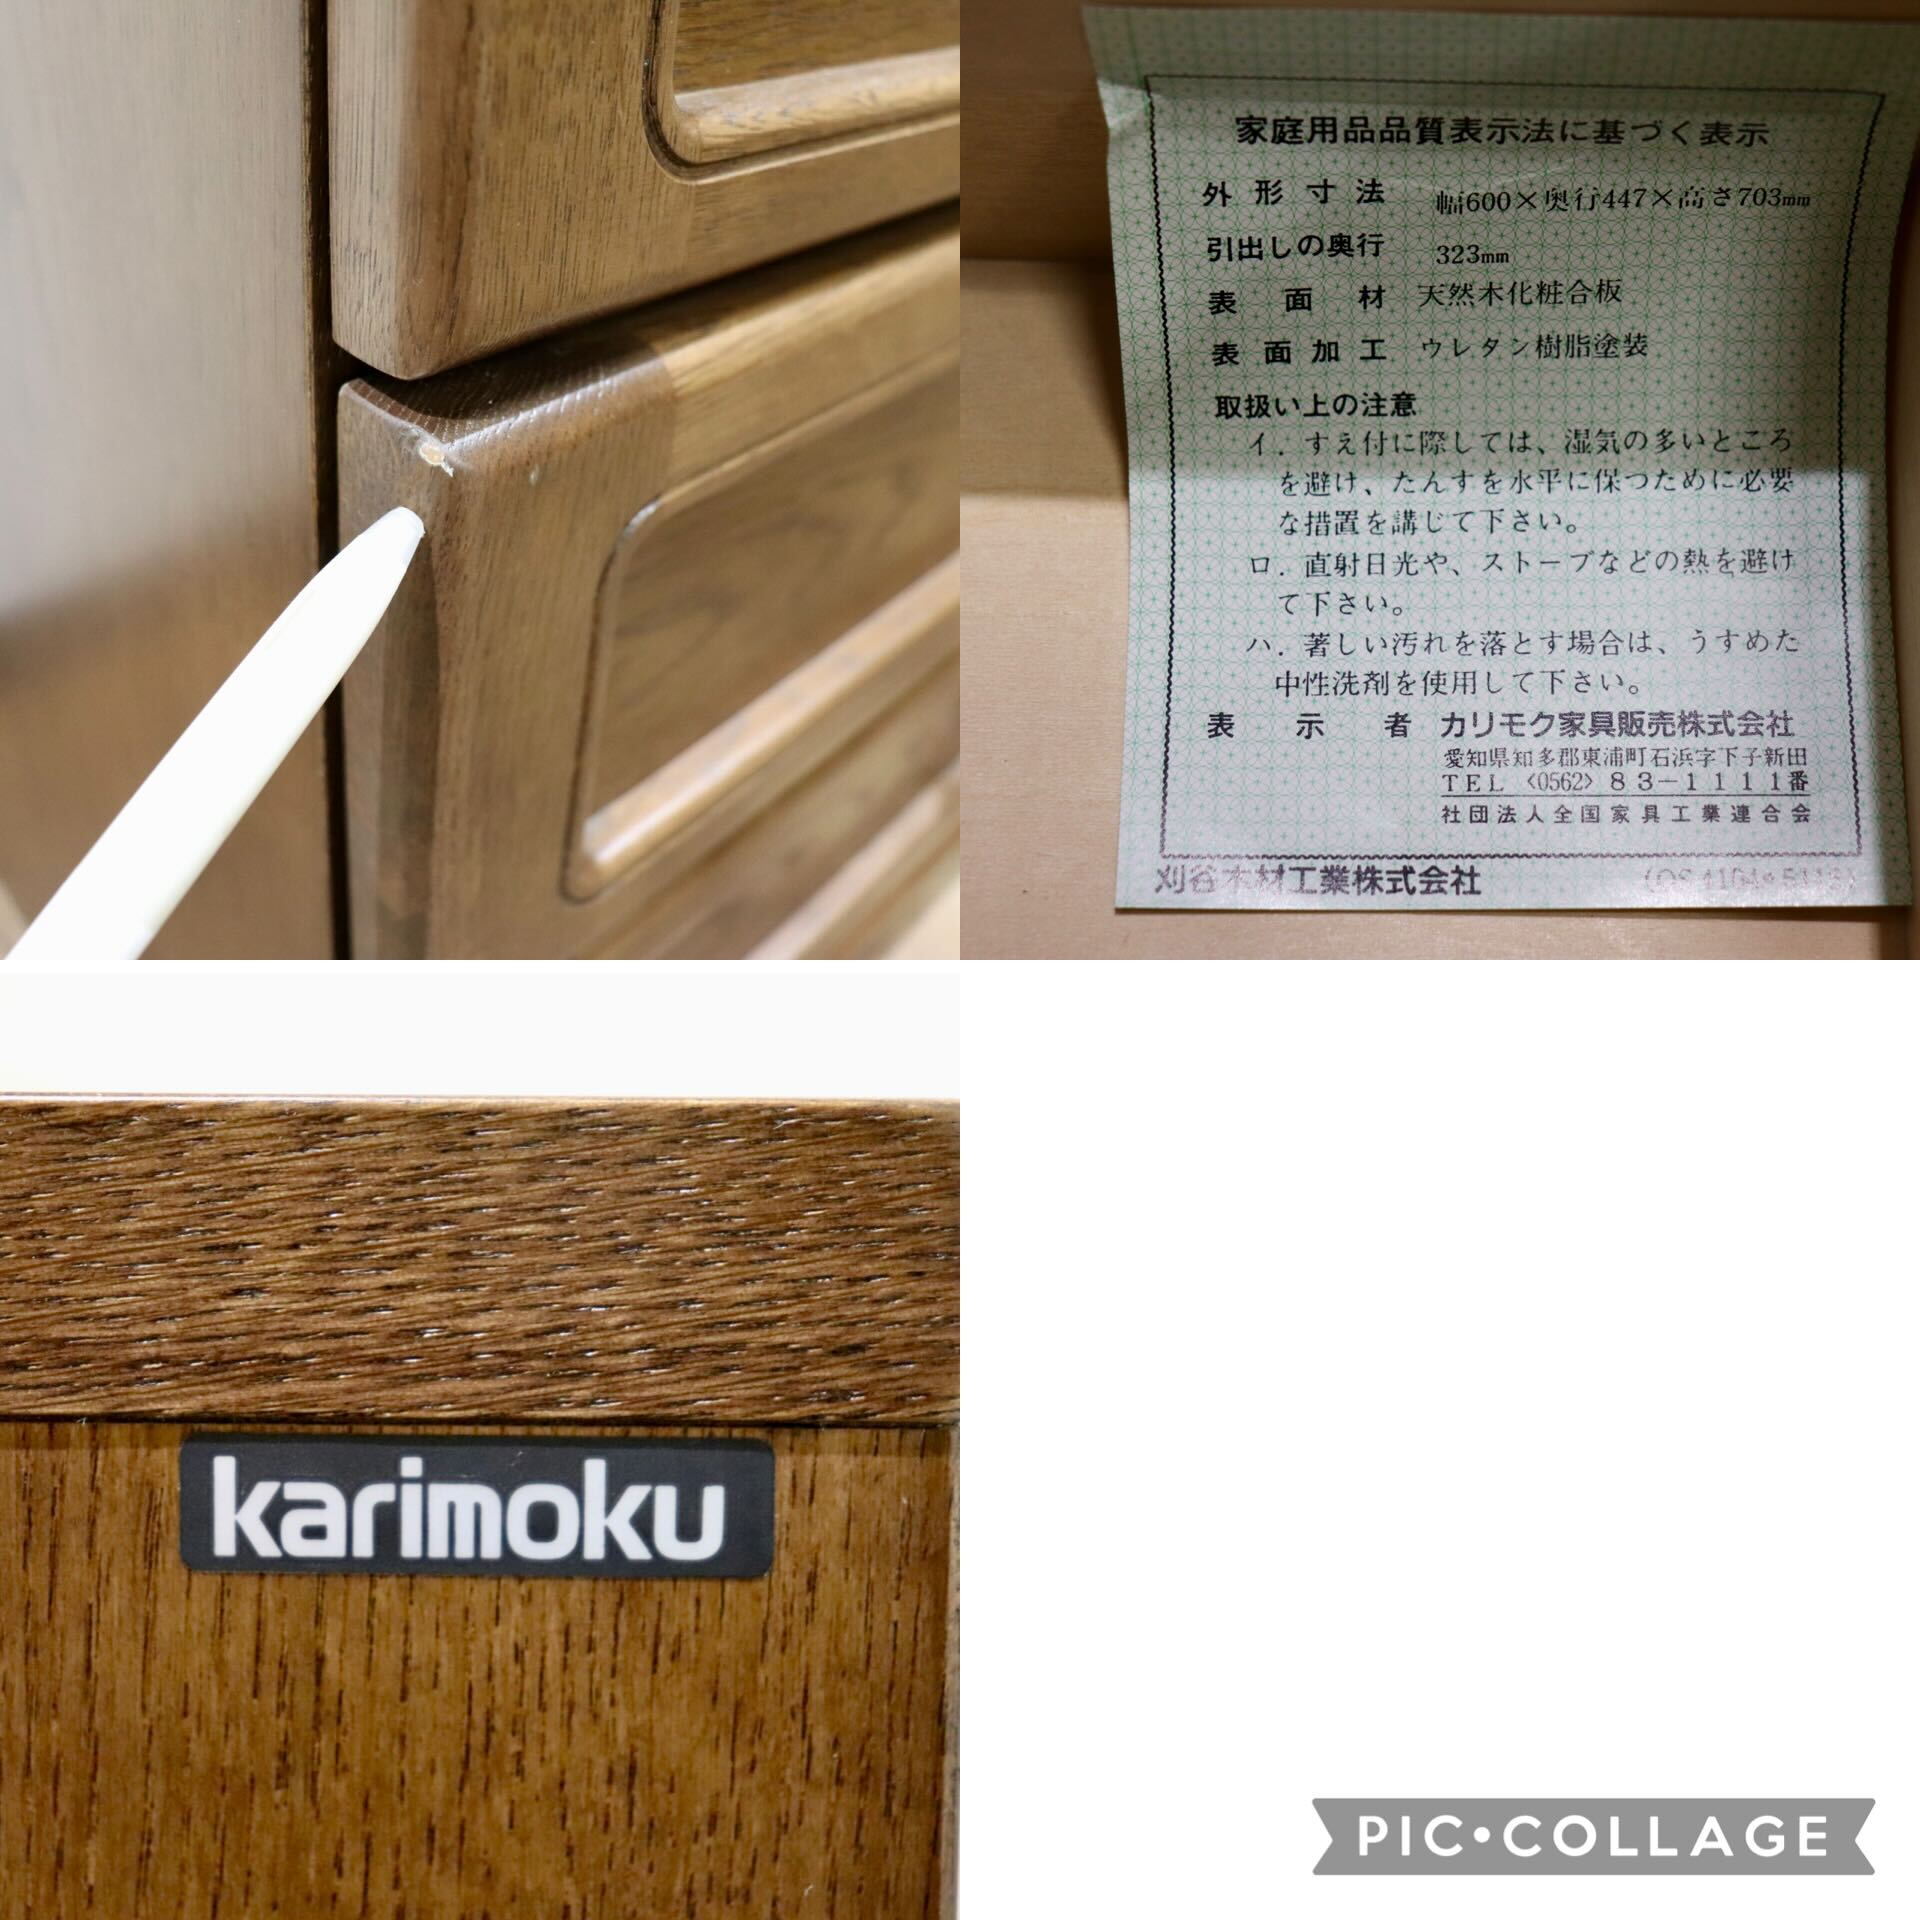 家庭用品品質表示法に基づく表示
外形寸法 幅600×奥行447×高さ703mm
引出しの奥行 323mm
表面材 天然木化粧合板
表面加工 ウレタン樹脂塗装
取扱い上の注意
イ. すえ付に際しては、湿気の多いところ
を避け、たんすを水平に保つために必要
な措置を講じて下さい。
ロ. 直射日光や、ストーブなどの熱を避け
て下さい。
ハ. 著しい汚れを落とす場合は、うすめた
中性洗剤を使用して下さい。
表示者 カリモク家具販売株式会社
愛知県知多郡東浦町石浜字下子新田
TEL <0562> 83-1111番
社団法人全国家具工業連合会
刈谷木材工業株式会社
karimoku
PIC•COLLAGE